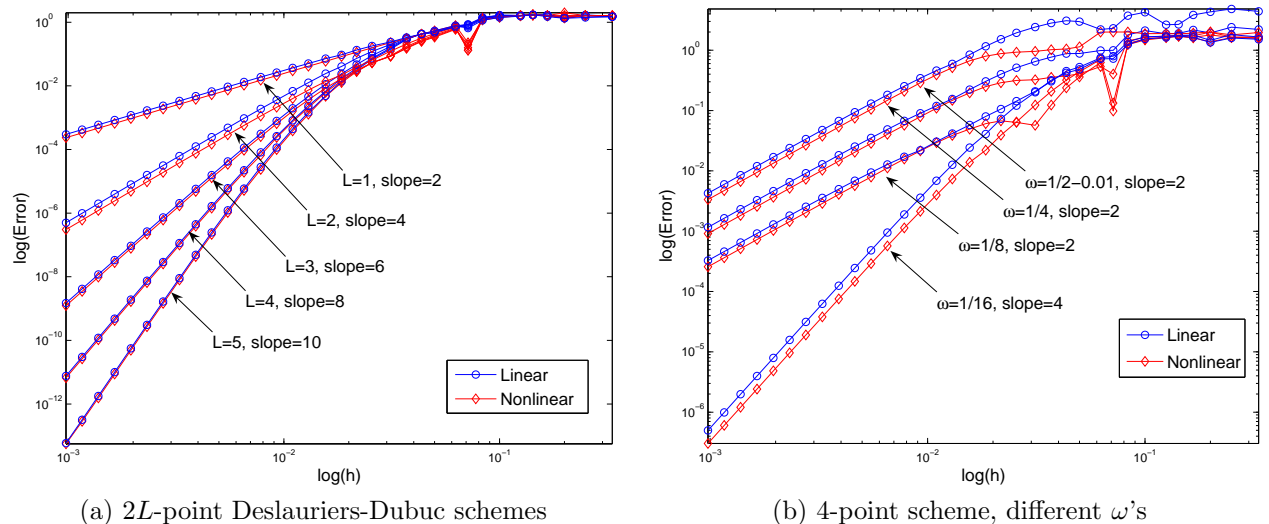 log(Error)
10^0
10^−2
10^−4
10^−6
10^−8
10^−10
10^−12
L=1, slope=2
L=2, slope=4
L=3, slope=6
L=4, slope=8
L=5, slope=10
Linear
Nonlinear
10^−3
10^−2
10^−1
log(h)
(a) 2L-point Deslauriers-Dubuc schemes
log(Error)
10^0
10^−1
10^−2
10^−3
10^−4
10^−5
10^−6
ω=1/2−0.01, slope=2
ω=1/4, slope=2
ω=1/8, slope=2
ω=1/16, slope=4
Linear
Nonlinear
10^−3
10^−2
10^−1
log(h)
(b) 4-point scheme, different ω's